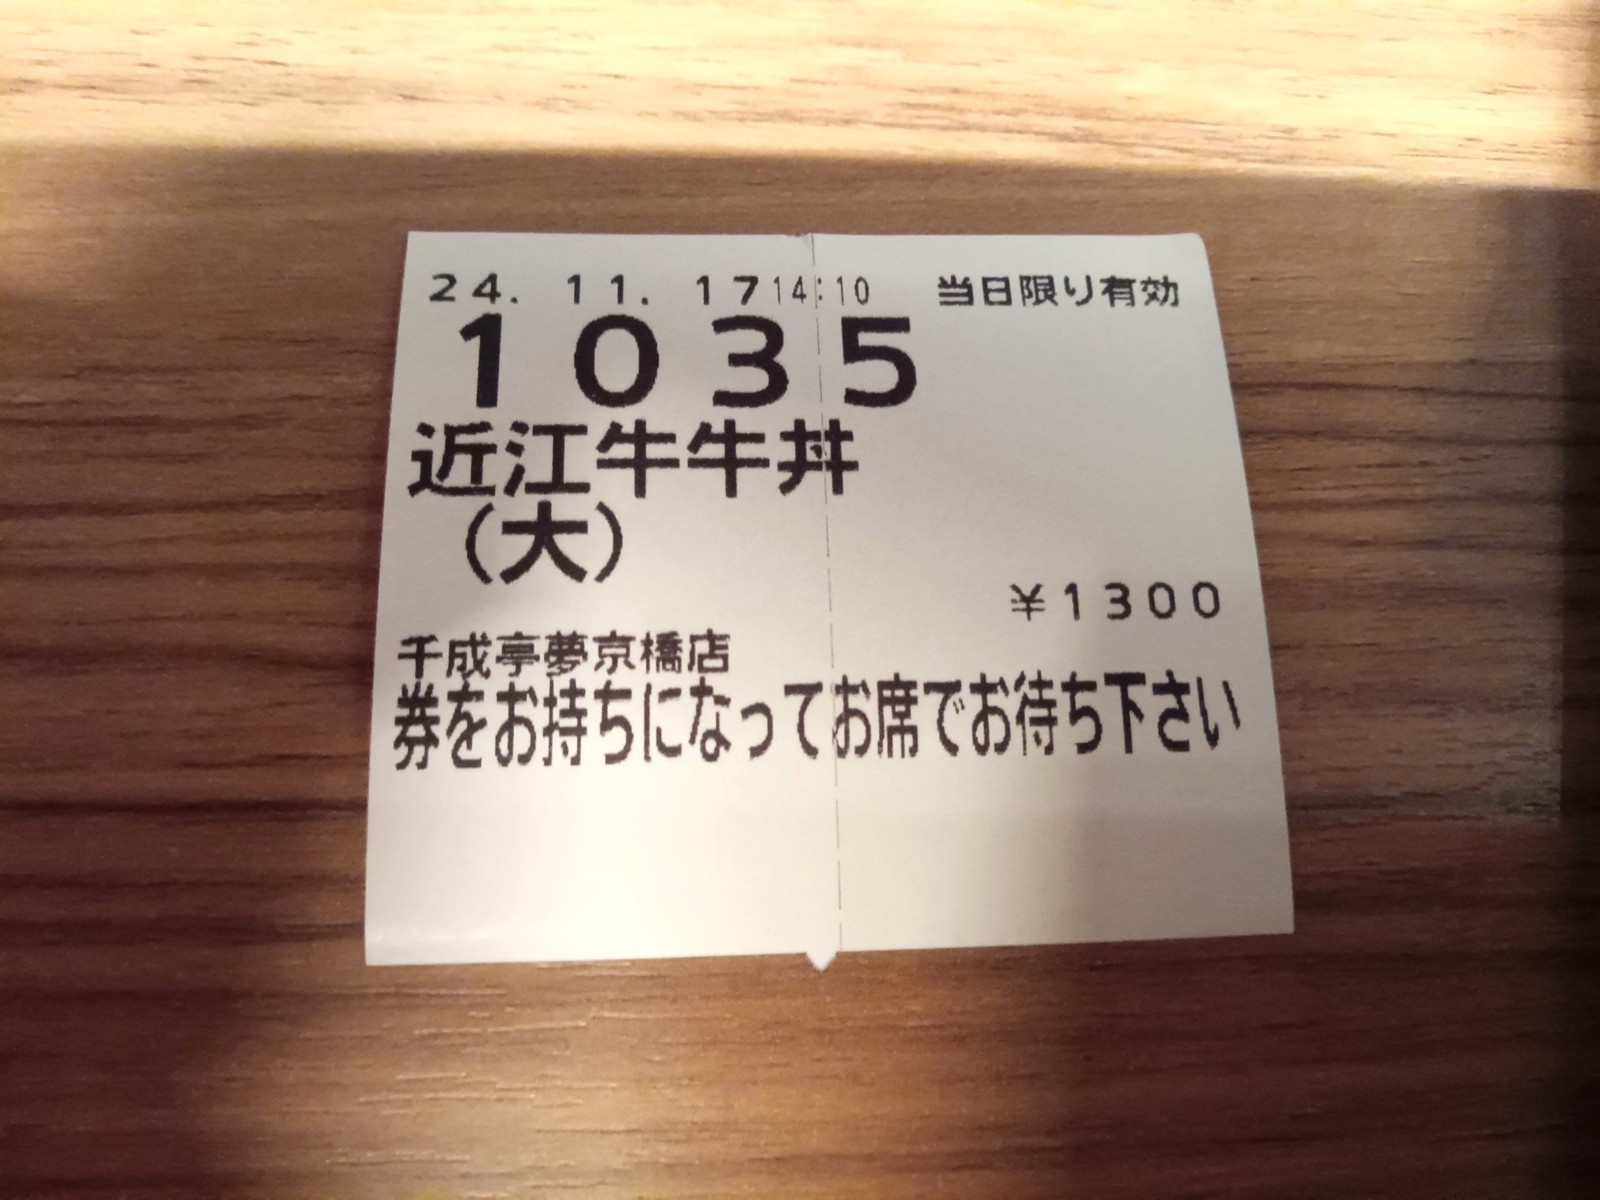 24. 11. 17 14:10 当日限り有効
1035
近江牛牛丼
(大)
¥1300
千成亭夢京橋店
券をお持ちになってお席でお待ち下さい